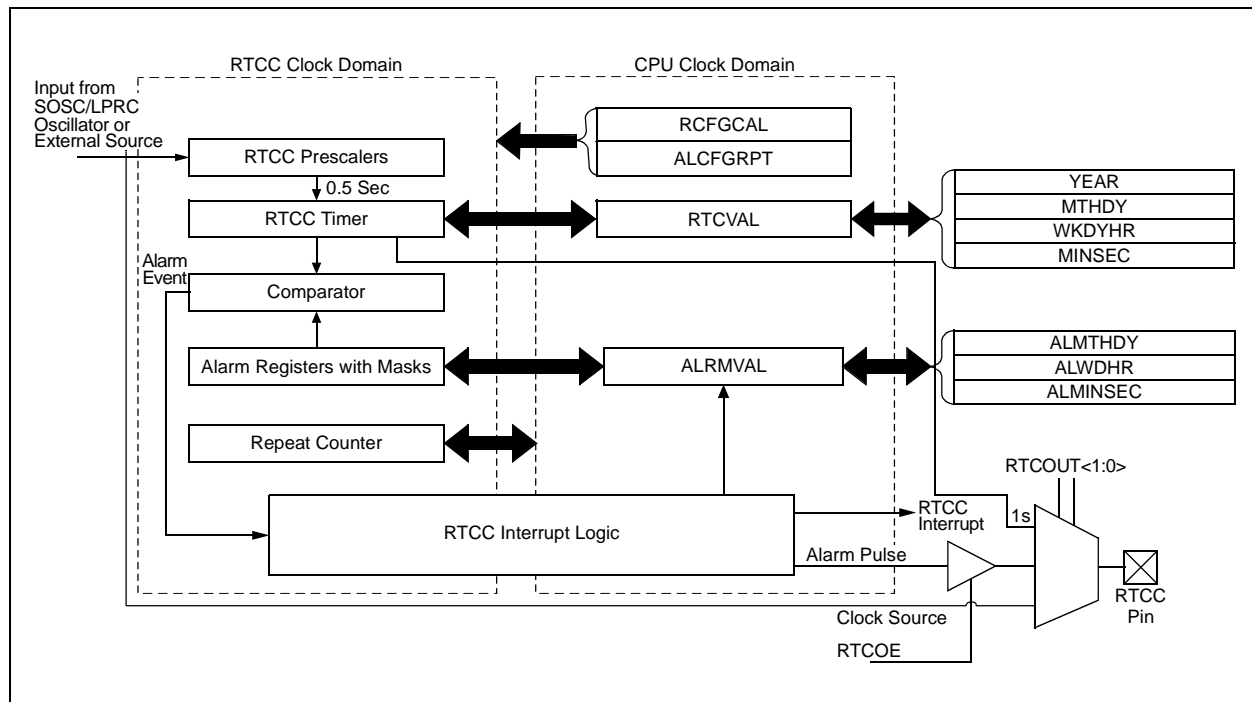 RTCC Clock Domain
CPU Clock Domain
Input from
SOSC/LPRC
Oscillator or
External Source
RCFGCAL
ALCFGRPT
RTCC Prescalers
0.5 Sec
RTCC Timer
RTCVAL
YEAR
MTHDY
WKDYHR
MINSEC
Alarm
Event
Comparator
Alarm Registers with Masks
ALRMVAL
ALMTHDY
ALWDHR
ALMINSEC
Repeat Counter
RTCOUT<1:0>
RTCC Interrupt Logic
RTCC
Interrupt
1s
Alarm Pulse
RTCC
Pin
Clock Source
RTCOE